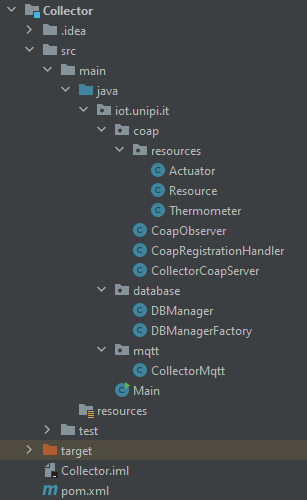 Collector
.idea
src
main
java
iot.unipi.it
coap
resources
Actuator
Resource
Thermometer
CoapObserver
CoapRegistrationHandler
CollectorCoapServer
database
DBManager
DBManagerFactory
mqtt
CollectorMqtt
Main
resources
test
target
Collector.iml
pom.xml